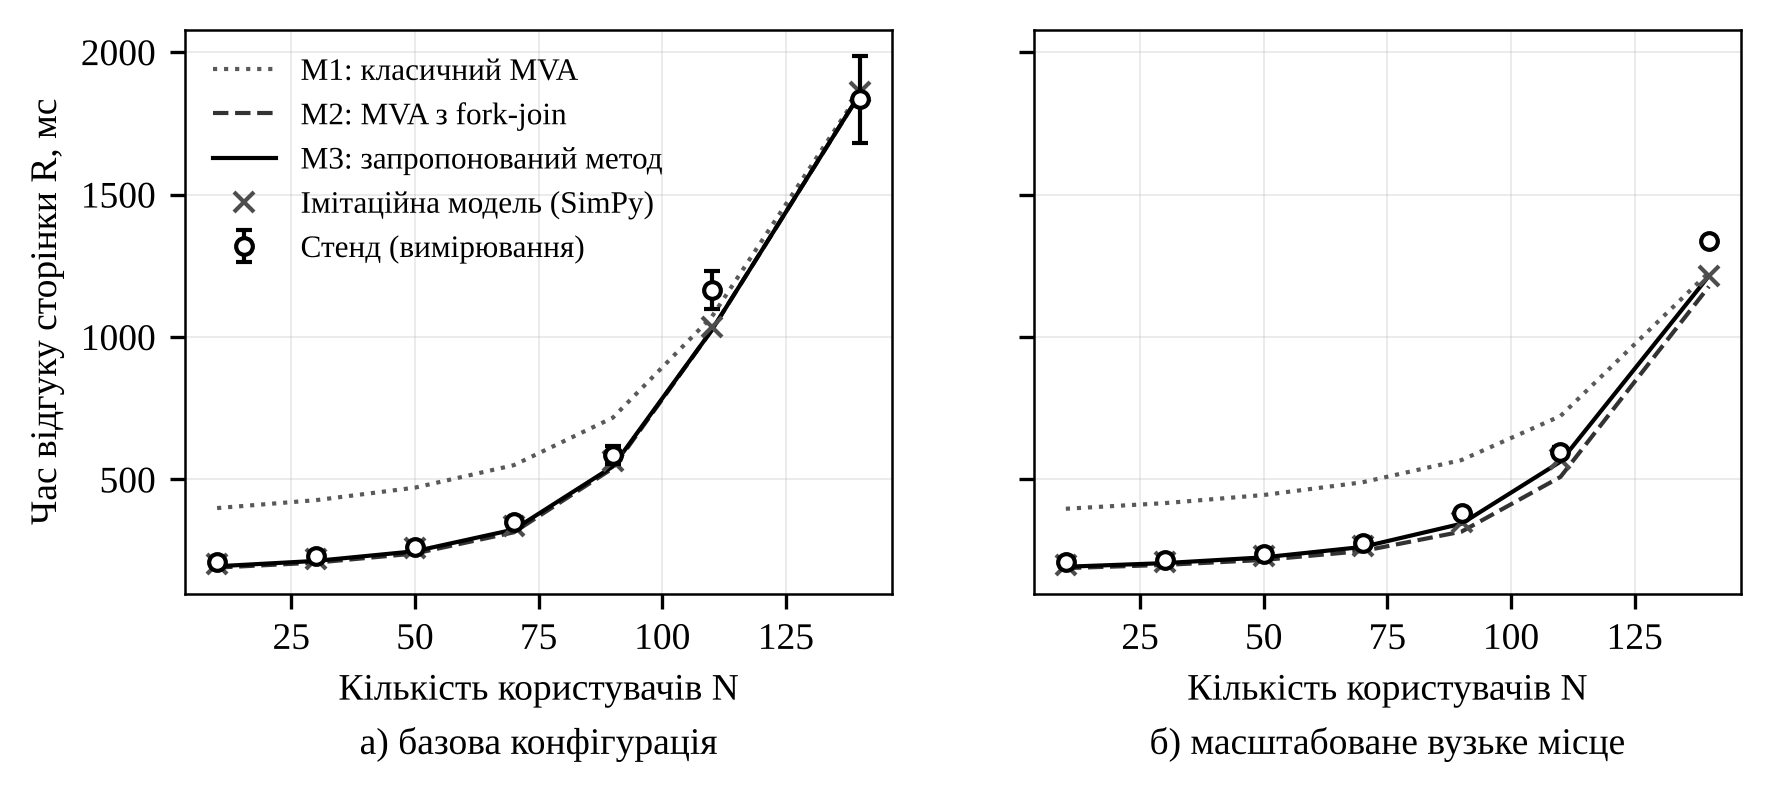 Час відгуку сторінки R, мс
2000
1500
1000
500
M1: класичний MVA
M2: MVA з fork-join
M3: запропонований метод
Імітаційна модель (SimPy)
Стенд (вимірювання)
25 50 75 100 125
Кількість користувачів N
а) базова конфігурація
25 50 75 100 125
Кількість користувачів N
б) масштабоване вузьке місце